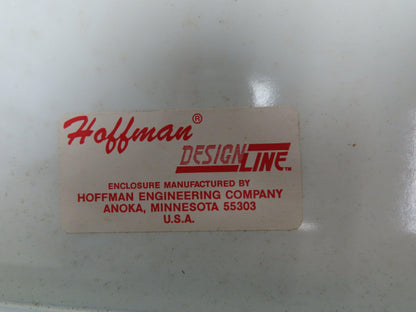 Hoffman®
DESIGN LINE™
ENCLOSURE MANUFACTURED BY
HOFFMAN ENGINEERING COMPANY
ANOKA, MINNESOTA 55303
U.S.A.